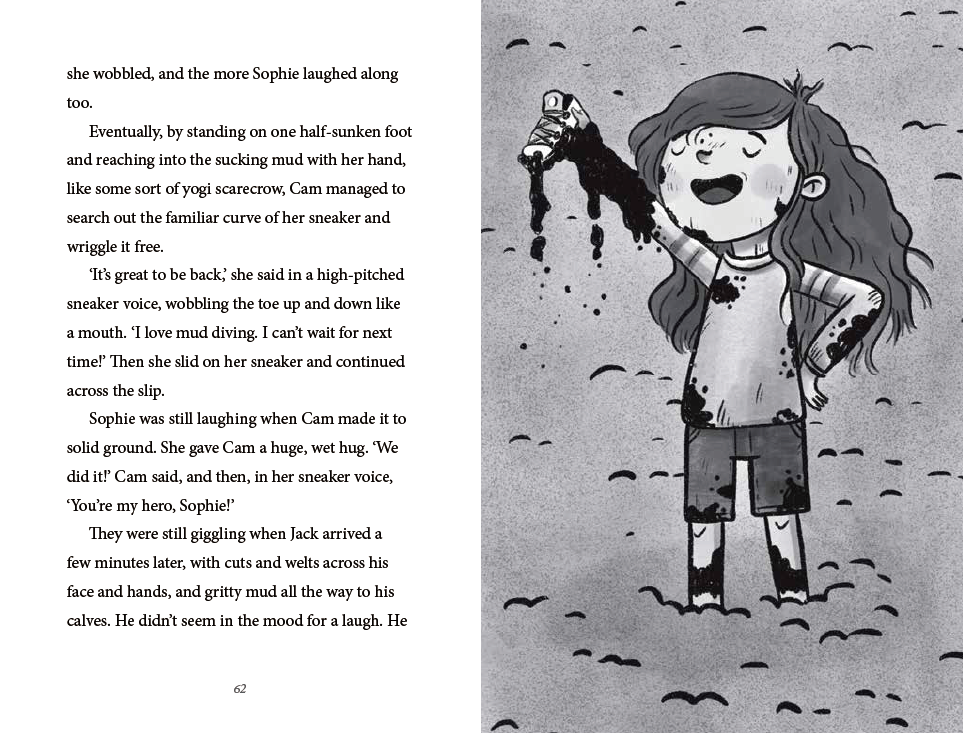 she wobbled, and the more Sophie laughed along
too.
Eventually, by standing on one half-sunken foot
and reaching into the sucking mud with her hand,
like some sort of yogi scarecrow, Cam managed to
search out the familiar curve of her sneaker and
wriggle it free.
‘It’s great to be back,’ she said in a high-pitched
sneaker voice, wobbling the toe up and down like
a mouth. ‘I love mud diving. I can’t wait for next
time!’ Then she slid on her sneaker and continued
across the slip.
Sophie was still laughing when Cam made it to
solid ground. She gave Cam a huge, wet hug. ‘We
did it!’ Cam said, and then, in her sneaker voice,
‘You’re my hero, Sophie!’
They were still giggling when Jack arrived a
few minutes later, with cuts and welts across his
face and hands, and gritty mud all the way to his
calves. He didn’t seem in the mood for a laugh. He
62